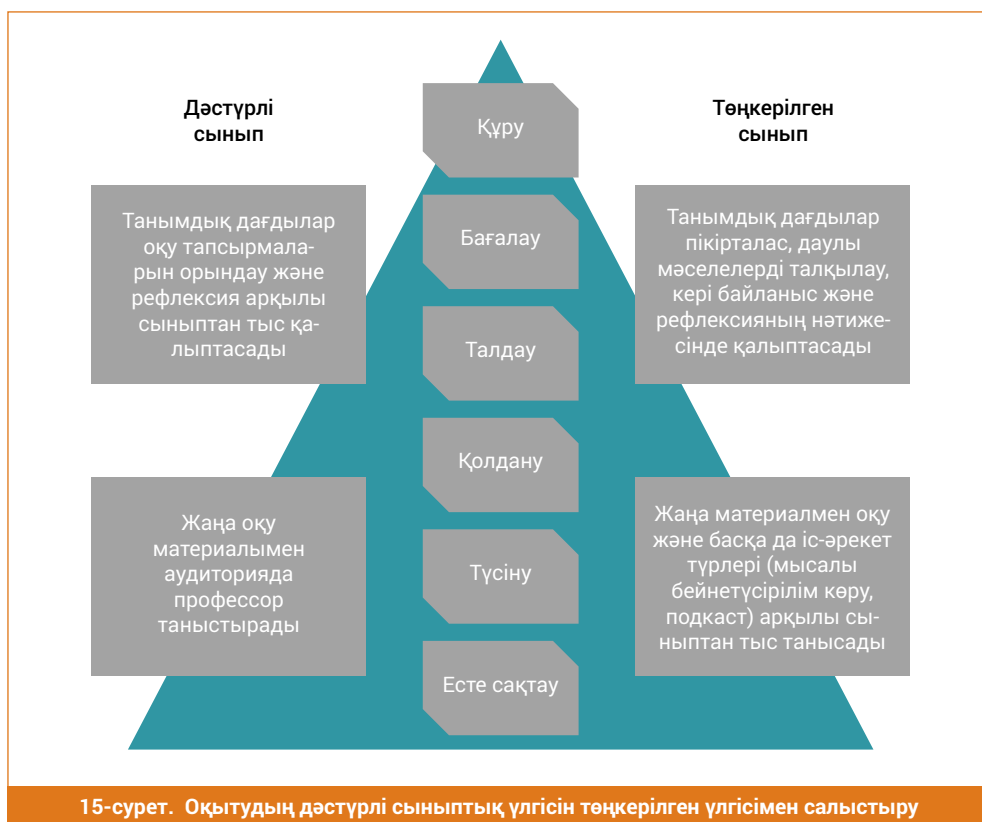 Дәстүрлі
сынып
Танымдық дағдылар
оқу тапсырмала-
рын орындау және
рефлексия арқылы
сыныптан тыс қа-
лыптасады
Жаңа оқу
материалымен
аудиторияда
профессор
таныстырады
Құру
Бағалау
Талдау
Қолдану
Түсіну
Есте сақтау
Төңкерілген
сынып
Танымдық дағдылар
пікірталас, даулы
мәселелерді талқылау,
кері байланыс және
рефлексияның нәтиже-
сінде қалыптасады
Жаңа материалмен оқу
және басқа да іс-әрекет
түрлері (мысалы
бейнетүсірілім көру,
подкаст) арқылы сы-
ныптан тыс танысады
15-сурет. Оқытудың дәстүрлі сыныптық үлгісін төңкерілген үлгісімен салыстыру